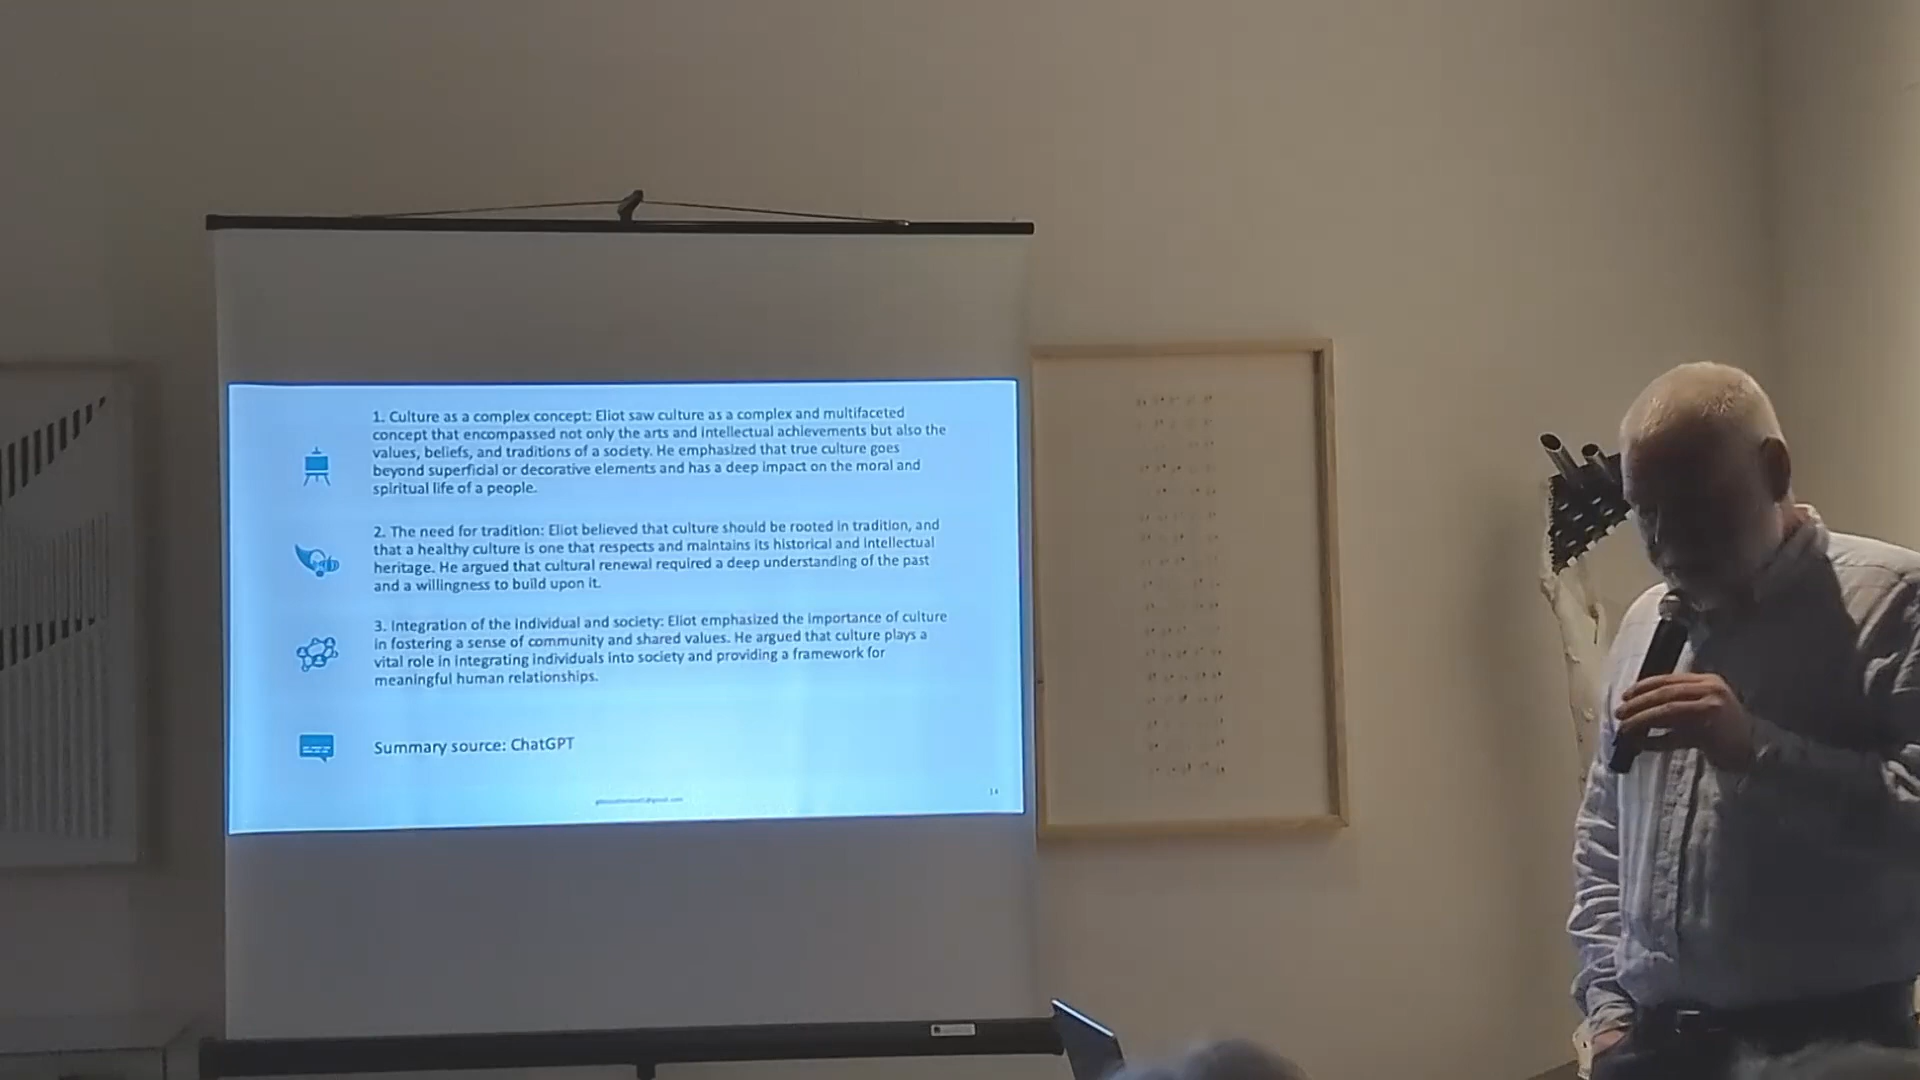 1. Culture as a complex concept: Eliot saw culture as a complex and multifaceted
concept that encompassed not only the arts and intellectual achievements but also the
values, beliefs, and traditions of a society. He emphasized that true culture goes
beyond superficial or decorative elements and has a deep impact on the moral and
spiritual life of a people.
2. The need for tradition: Eliot believed that culture should be rooted in tradition, and
that a healthy culture is one that respects and maintains its historical and intellectual
heritage. He argued that cultural renewal required a deep understanding of the past
and a willingness to build upon it.
3. Integration of the individual and society: Eliot emphasized the importance of culture
in fostering a sense of community and shared values. He argued that culture plays a
vital role in integrating individuals into society and providing a framework for
meaningful human relationships.
Summary source: ChatGPT
14